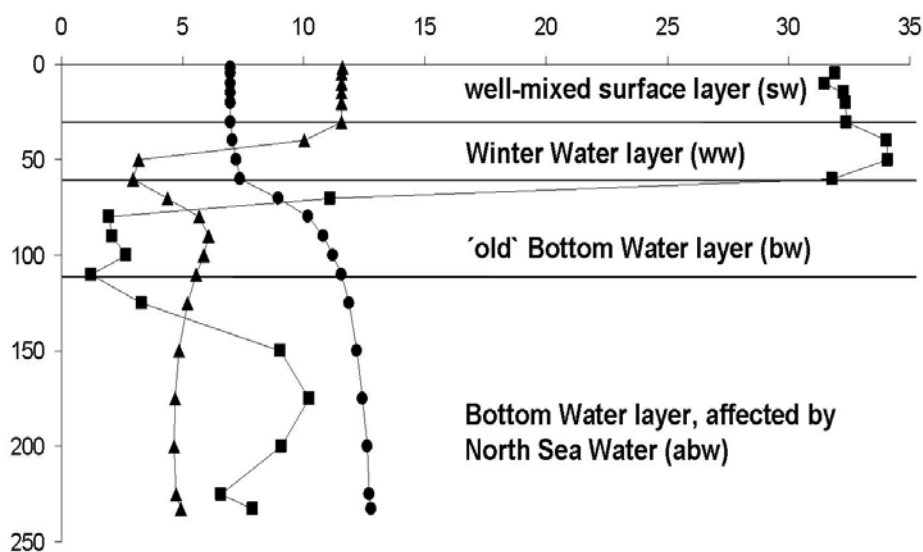 0 5 10 15 20 25 30 35
0
well-mixed surface layer (sw)
50
Winter Water layer (ww)
100
´old` Bottom Water layer (bw)
150
Bottom Water layer, affected by
200
North Sea Water (abw)
250